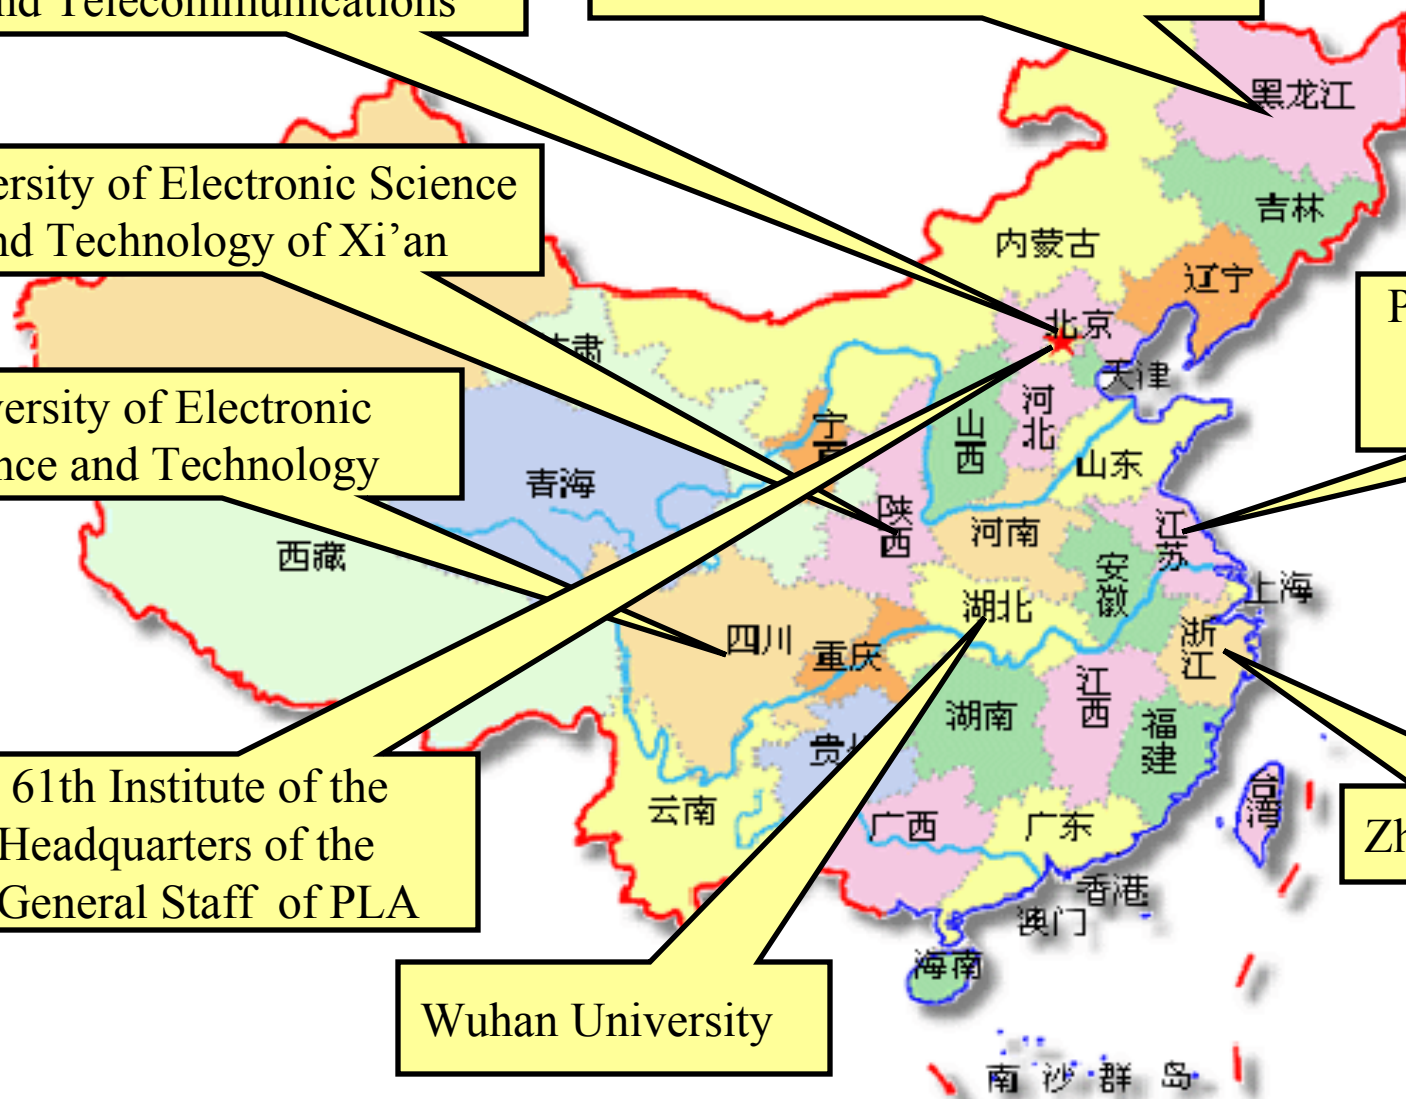 nd Telecommunications
ersity of Electronic Science
nd Technology of Xi’an
versity of Electronic
nce and Technology
61th Institute of the
Headquarters of the
General Staff of PLA
Wuhan University
P
Zh
黑龙江
吉林
辽宁
内蒙古
北京
天津
河北
山西
山东
宁
肃
青海
西藏
陕西
河南
江苏
安徽
上海
湖北
浙江
四川
重庆
江西
湖南
福建
贵
云南
广西
广东
台湾
香港
澳门
海南
南沙群岛